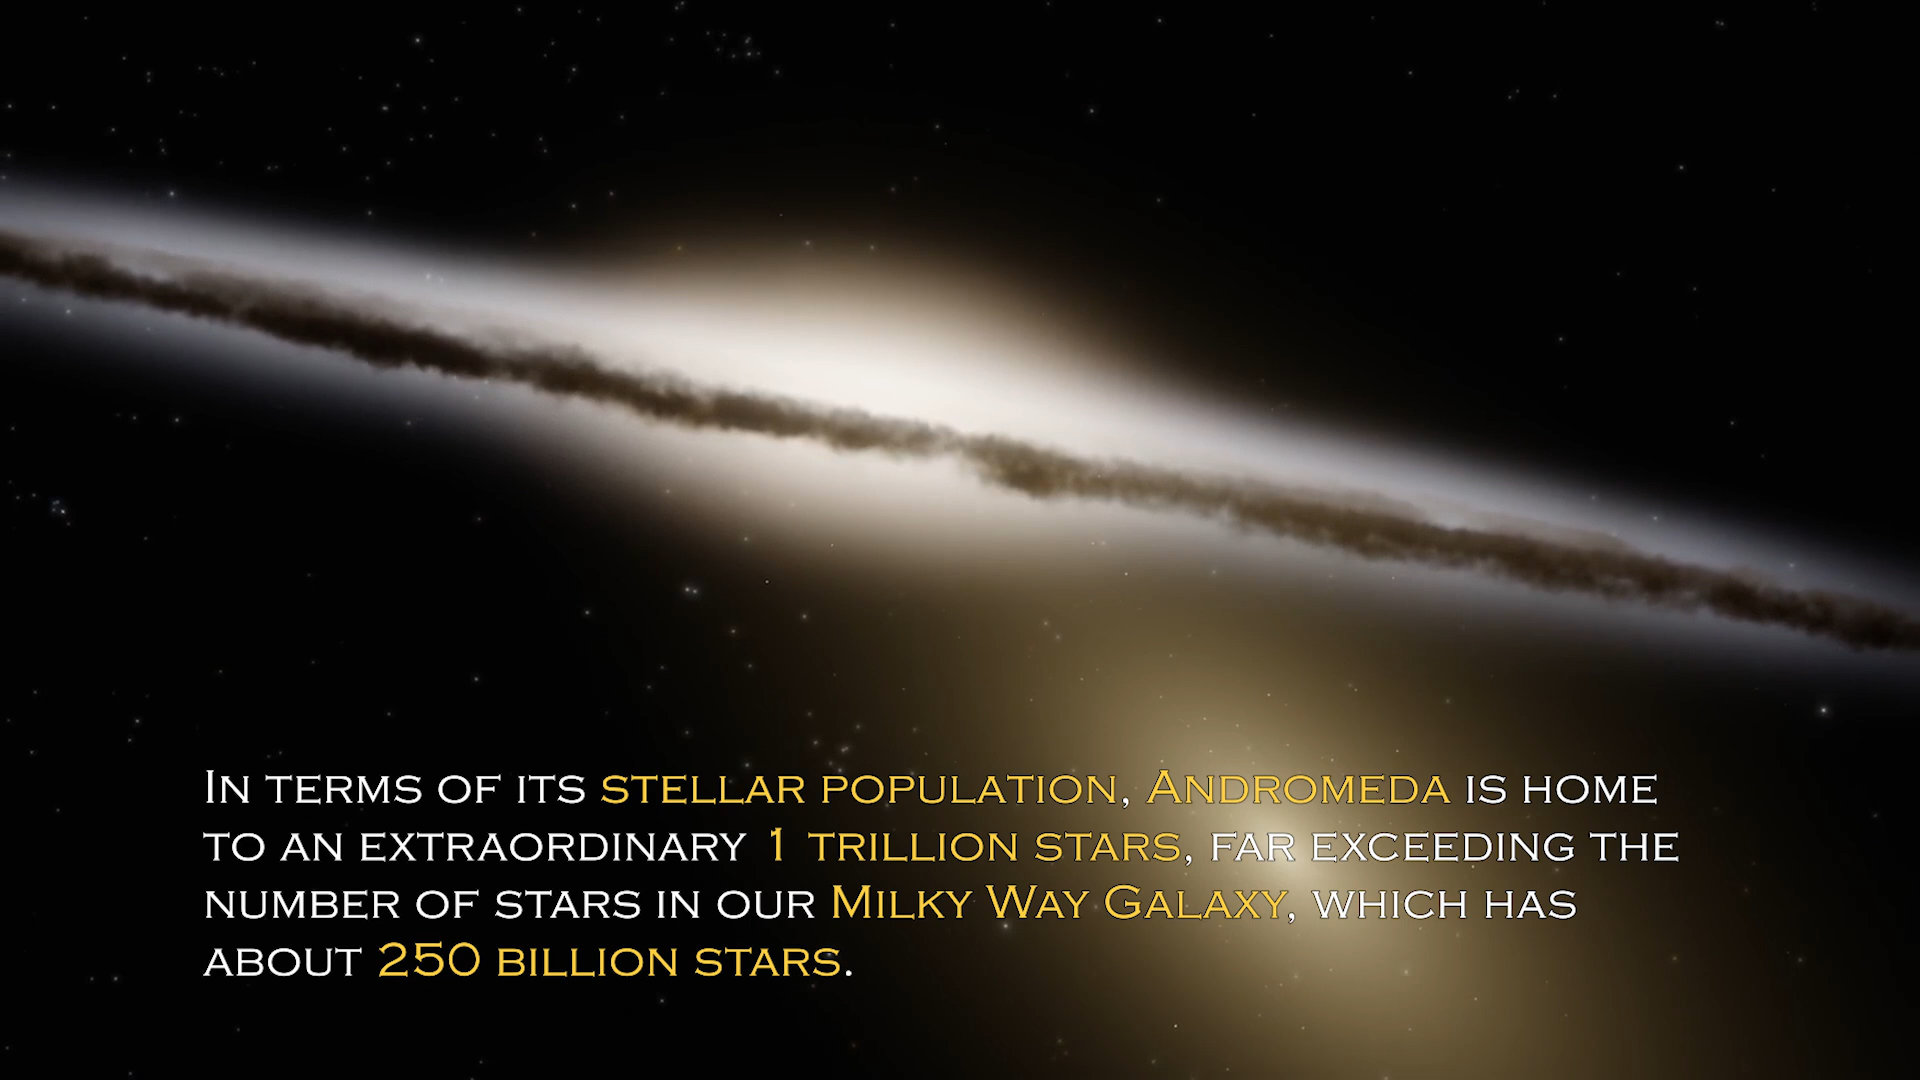 In terms of its stellar population, Andromeda is home
to an extraordinary 1 trillion stars, far exceeding the
number of stars in our Milky Way Galaxy, which has
about 250 billion stars.